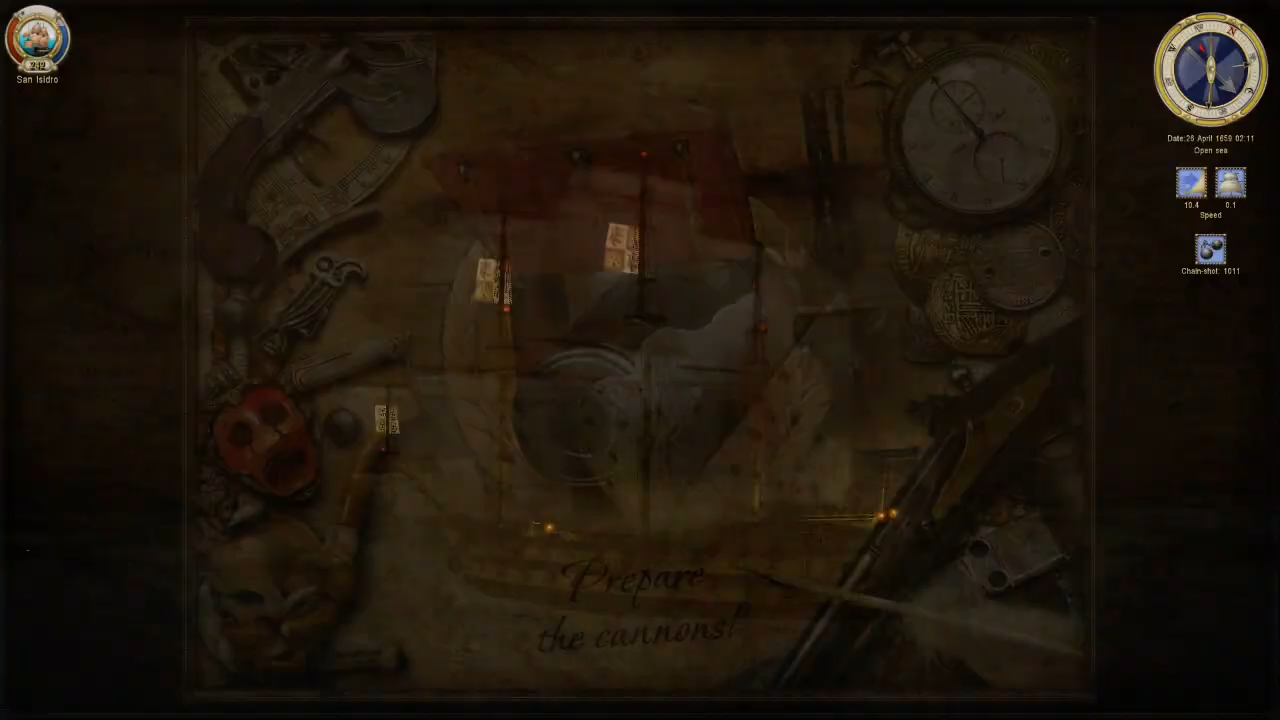 242
San Isidro
Date:26 April 1659 02:11
Open sea
10.4 0.1
Speed
Chain-shot: 1011
Prepare
the cannons!